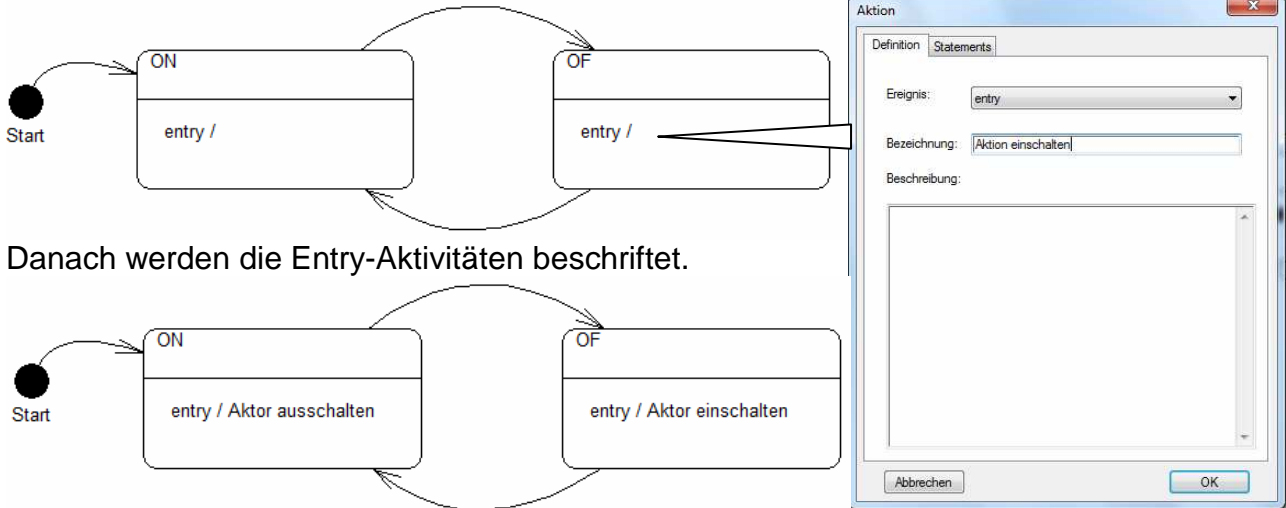 ON
entry /
OF
entry /
Start
Danach werden die Entry-Aktivitäten beschriftet.
ON
entry / Aktor ausschalten
OF
entry / Aktor einschalten
Start
Aktion
x
Definition Statements
Ereignis: entry
Bezeichnung: Aktion einschalten
Beschreibung:
Abbrechen OK